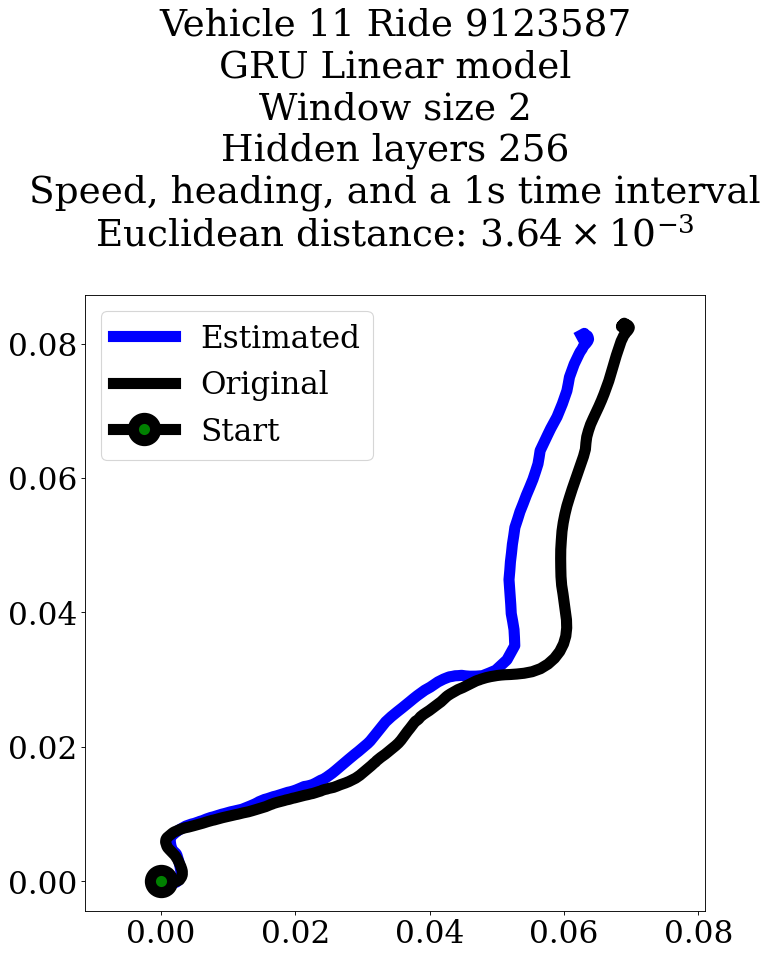 Vehicle 11 Ride 9123587
GRU Linear model
Window size 2
Hidden layers 256
Speed, heading, and a 1s time interval
Euclidean distance: 3.64 × 10⁻³
Estimated
Original
Start
0.08
0.06
0.04
0.02
0.00
0.00 0.02 0.04 0.06 0.08